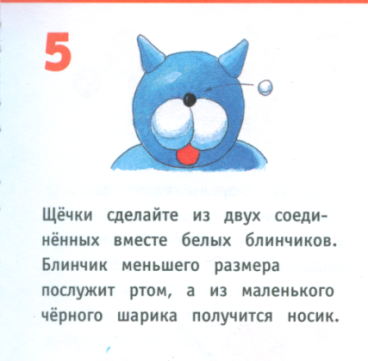 5
Щёчки сделайте из двух соеди-
нённых вместе белых блинчиков.
Блинчик меньшего размера
послужит ртом, а из маленького
чёрного шарика получится носик.